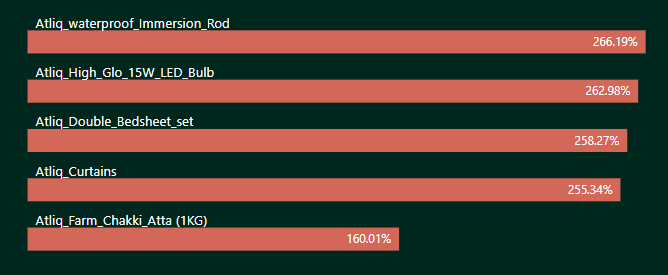 Atliq_waterproof_Immersion_Rod
266.19%
Atliq_High_Glo_15W_LED_Bulb
262.98%
Atliq_Double_Bedsheet_set
258.27%
Atliq_Curtains
255.34%
Atliq_Farm_Chakki_Atta (1KG)
160.01%